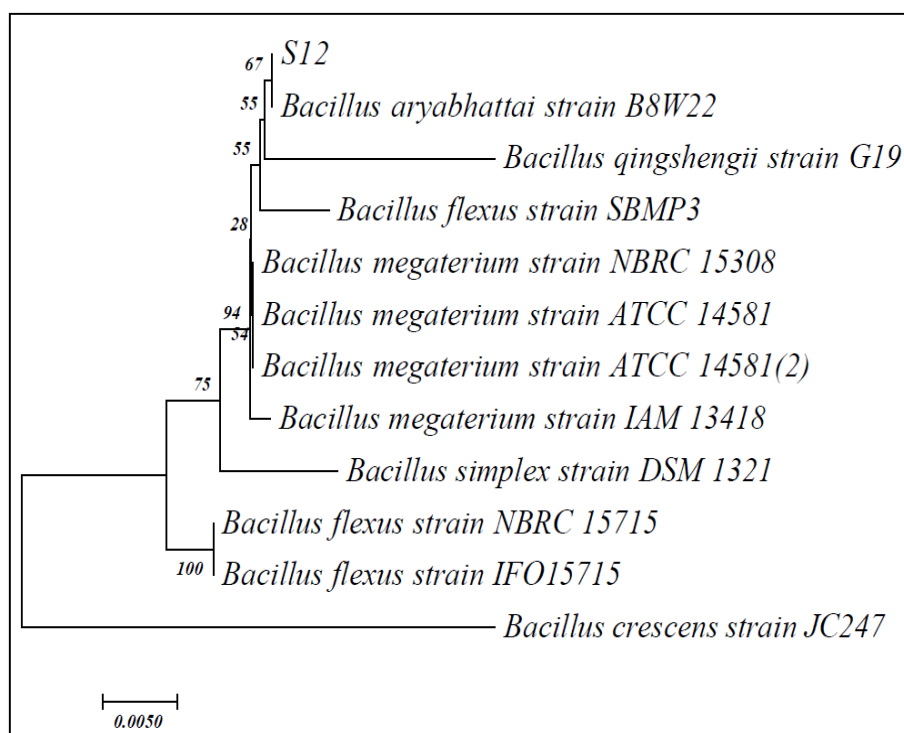 67
S12
55
Bacillus aryabhattai strain B8W22
55
Bacillus qingshengii strain G19
Bacillus flexus strain SBMP3
28
Bacillus megaterium strain NBRC 15308
94
Bacillus megaterium strain ATCC 14581
54
Bacillus megaterium strain ATCC 14581(2)
75
Bacillus megaterium strain IAM 13418
Bacillus simplex strain DSM 1321
Bacillus flexus strain NBRC 15715
100
Bacillus flexus strain IFO15715
Bacillus crescens strain JC247
0.0050